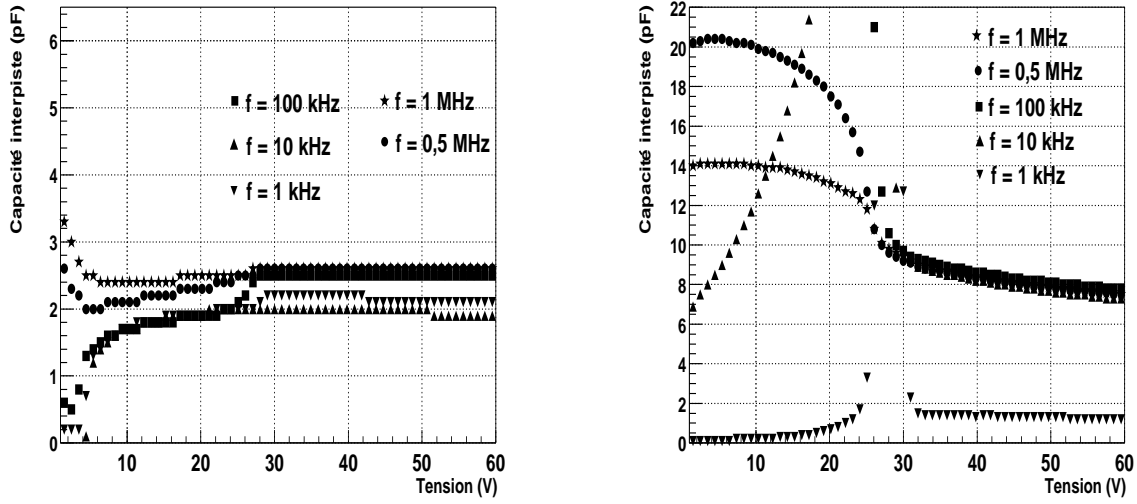 Capacité interpiste (pF)
6
5
4
3
2
1
0
f = 100 kHz
f = 1 MHz
f = 10 kHz
f = 0,5 MHz
f = 1 kHz
10 20 30 40 50 60
Tension (V)
Capacité interpiste (pF)
22
20
18
16
14
12
10
8
6
4
2
0
f = 1 MHz
f = 0,5 MHz
f = 100 kHz
f = 10 kHz
f = 1 kHz
10 20 30 40 50 60
Tension (V)